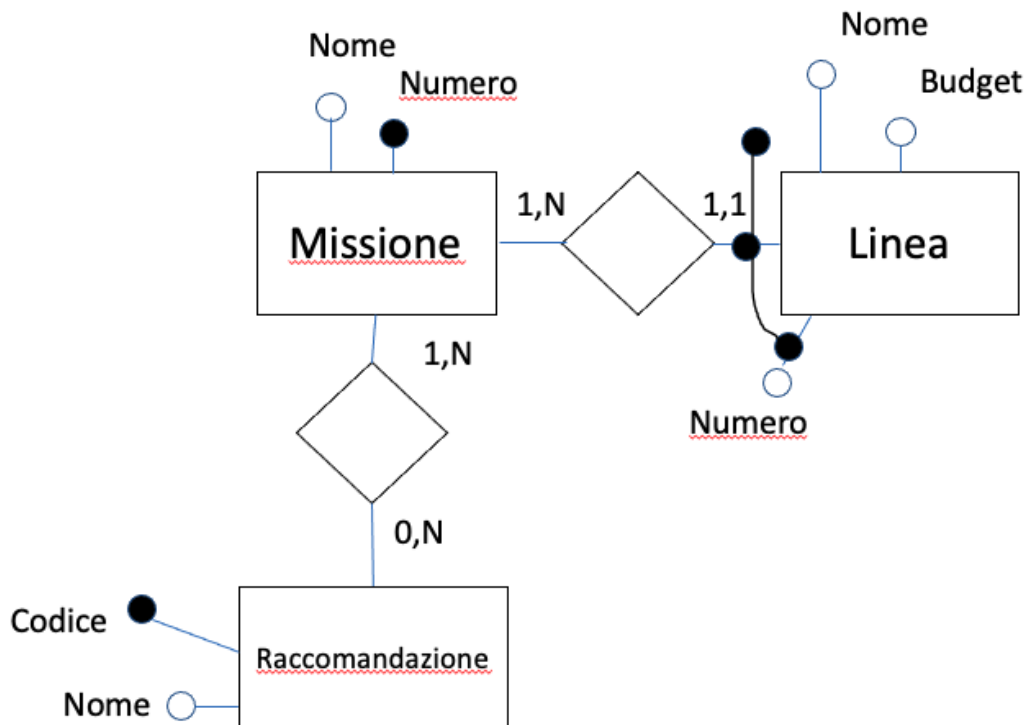 Nome
Numero
Nome
Budget
Missione
1,N
1,1
Linea
1,N
Numero
0,N
Codice
Raccomandazione
Nome